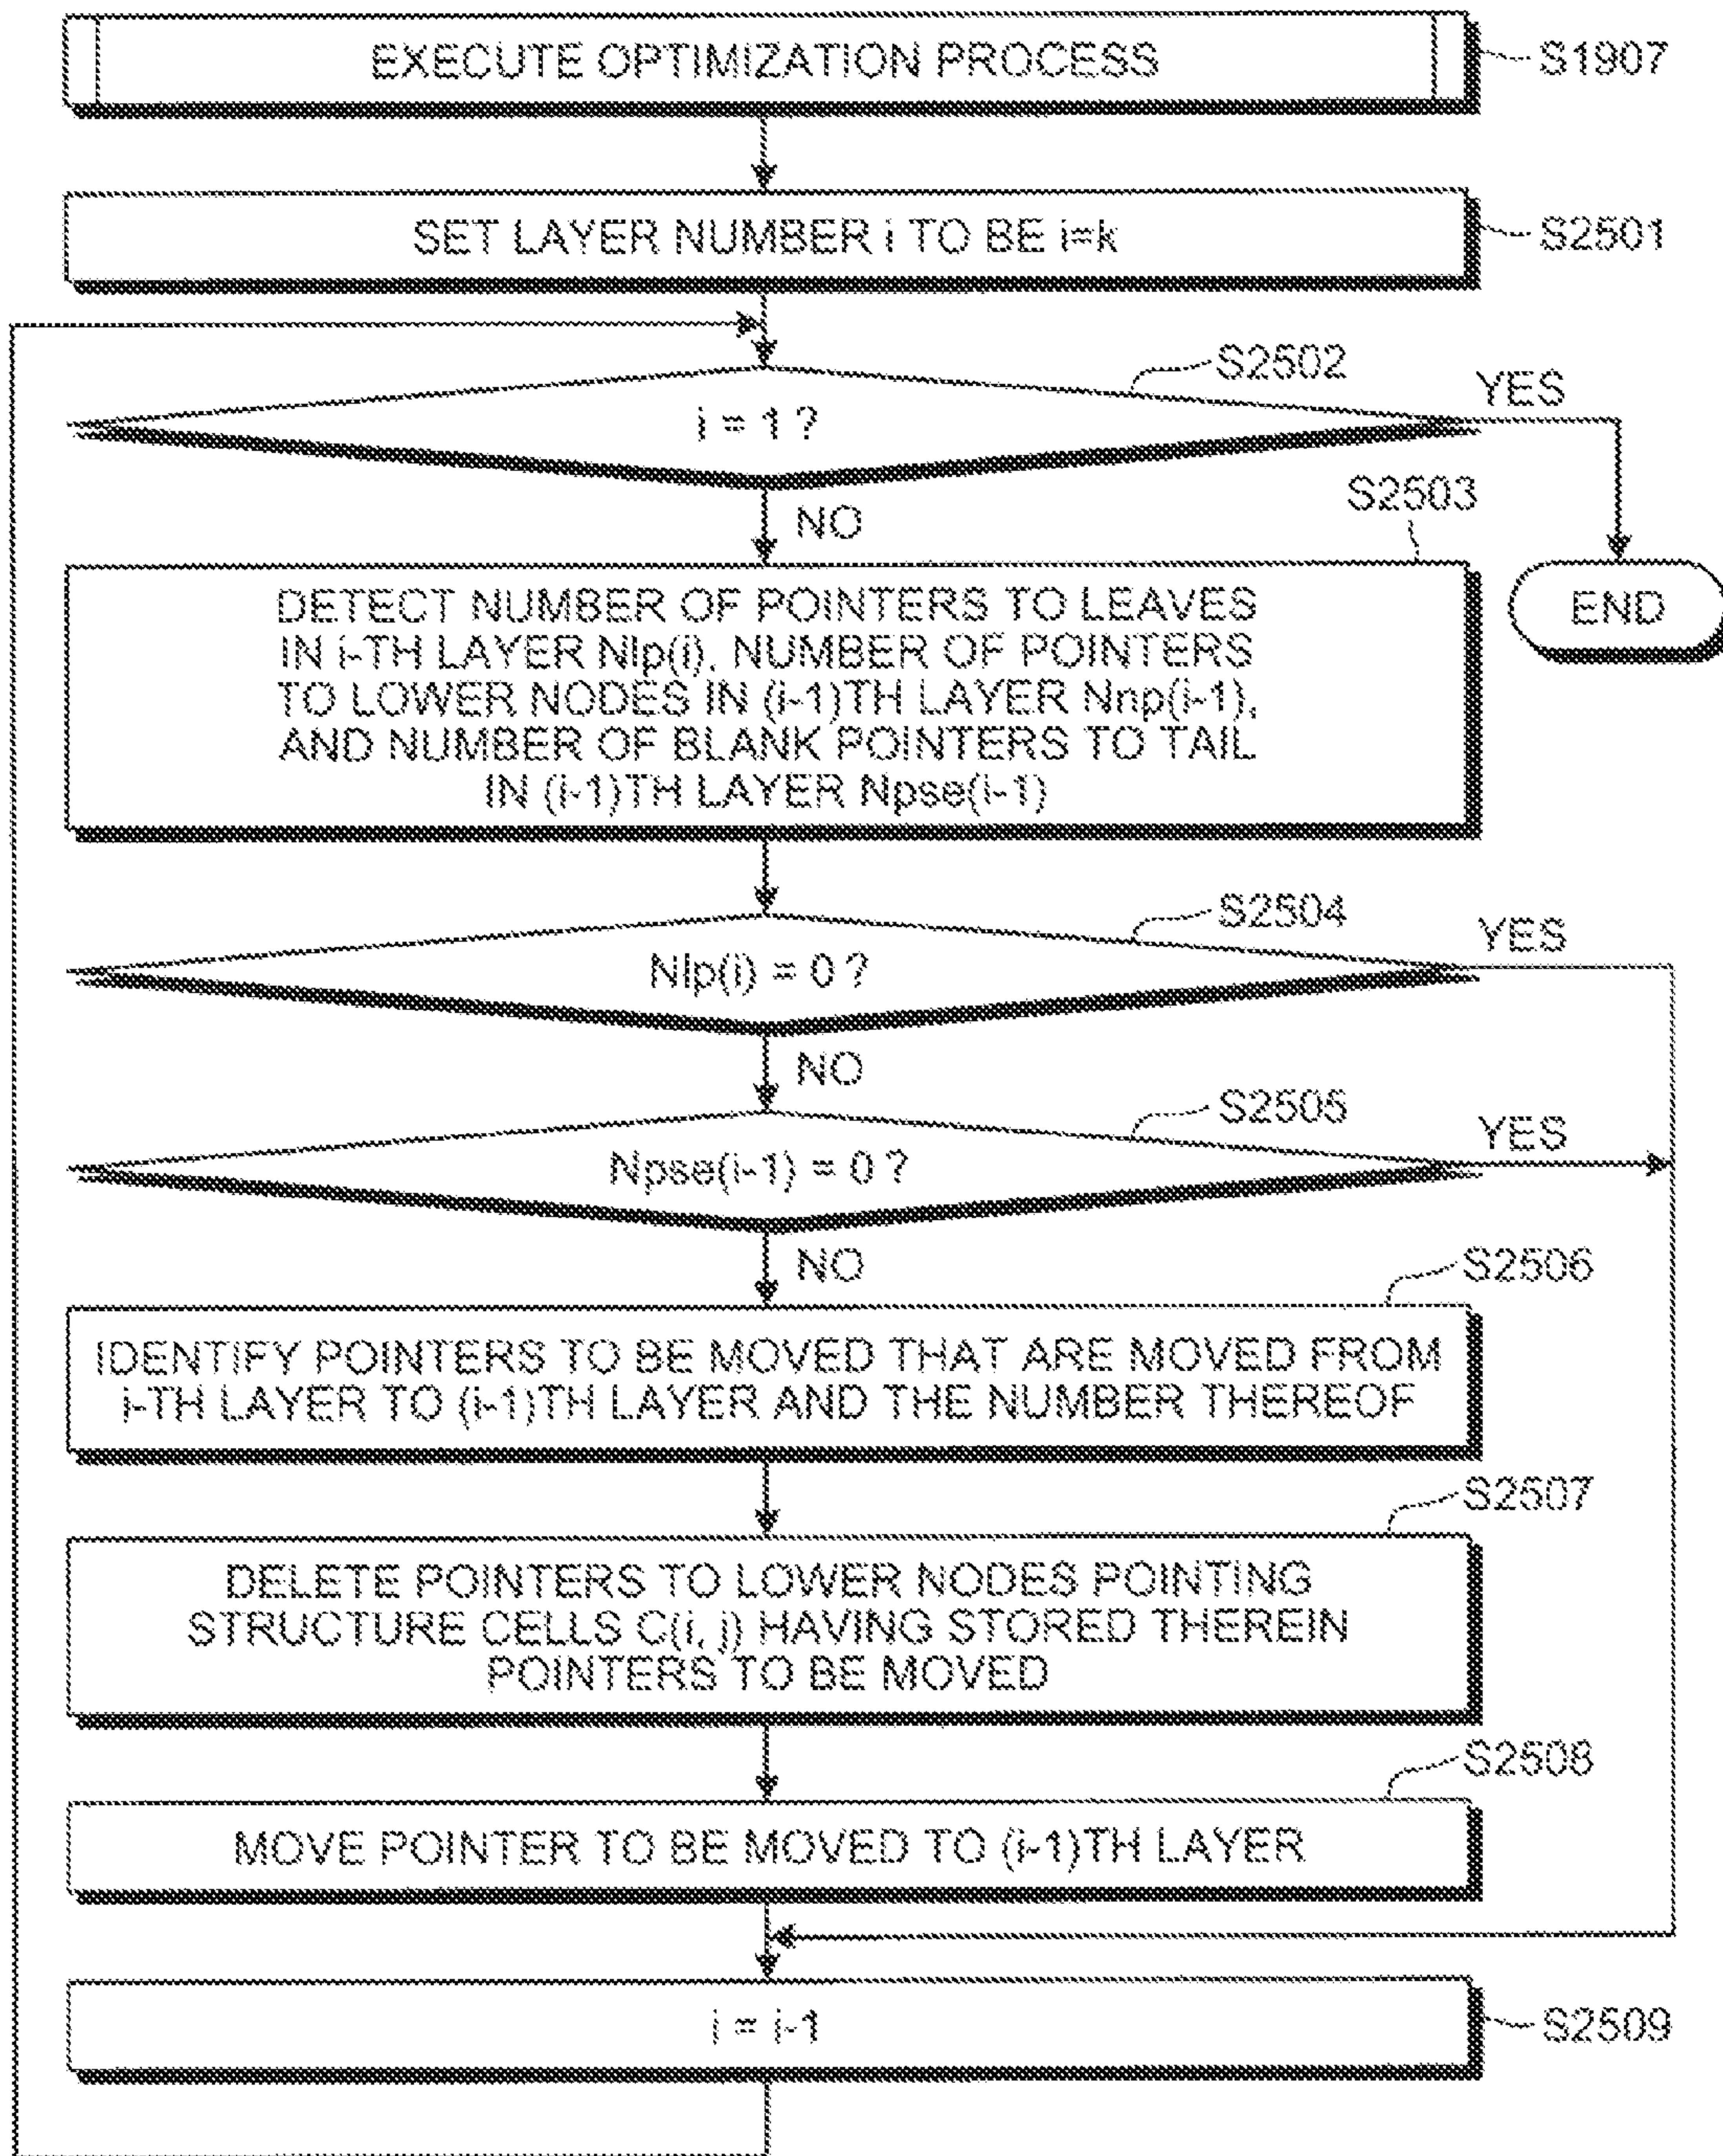 EXECUTE OPTIMIZATION PROCESS
S1907
SET LAYER NUMBER i TO BE i=k
S2501
S2502
i = 1 ?
YES
NO
S2503
DETECT NUMBER OF POINTERS TO LEAVES
IN i-TH LAYER Nlp(i), NUMBER OF POINTERS
TO LOWER NODES IN (i-1)TH LAYER Nnp(i-1),
AND NUMBER OF BLANK POINTERS TO TAIL
IN (i-1)TH LAYER Npse(i-1)
END
S2504
Nlp(i) = 0 ?
YES
NO
S2505
Npse(i-1) = 0 ?
YES
NO
S2506
IDENTIFY POINTERS TO BE MOVED THAT ARE MOVED FROM
i-TH LAYER TO (i-1)TH LAYER AND THE NUMBER THEREOF
S2507
DELETE POINTERS TO LOWER NODES POINTING
STRUCTURE CELLS C(i, j) HAVING STORED THEREIN
POINTERS TO BE MOVED
S2508
MOVE POINTER TO BE MOVED TO (i-1)TH LAYER
i = i-1
S2509